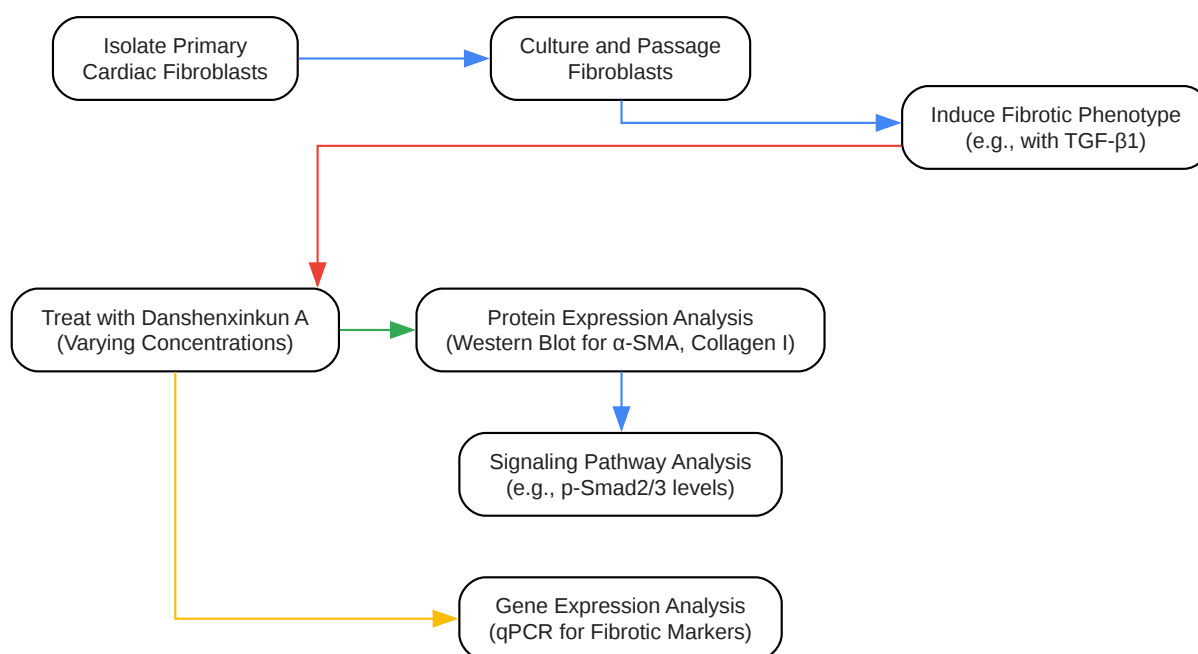 Isolate Primary
Cardiac Fibroblasts
Culture and Passage
Fibroblasts
Induce Fibrotic Phenotype
(e.g., with TGF-β1)
Treat with Danshenxinkun A
(Varying Concentrations)
Protein Expression Analysis
(Western Blot for α-SMA, Collagen I)
Signaling Pathway Analysis
(e.g., p-Smad2/3 levels)
Gene Expression Analysis
(qPCR for Fibrotic Markers)